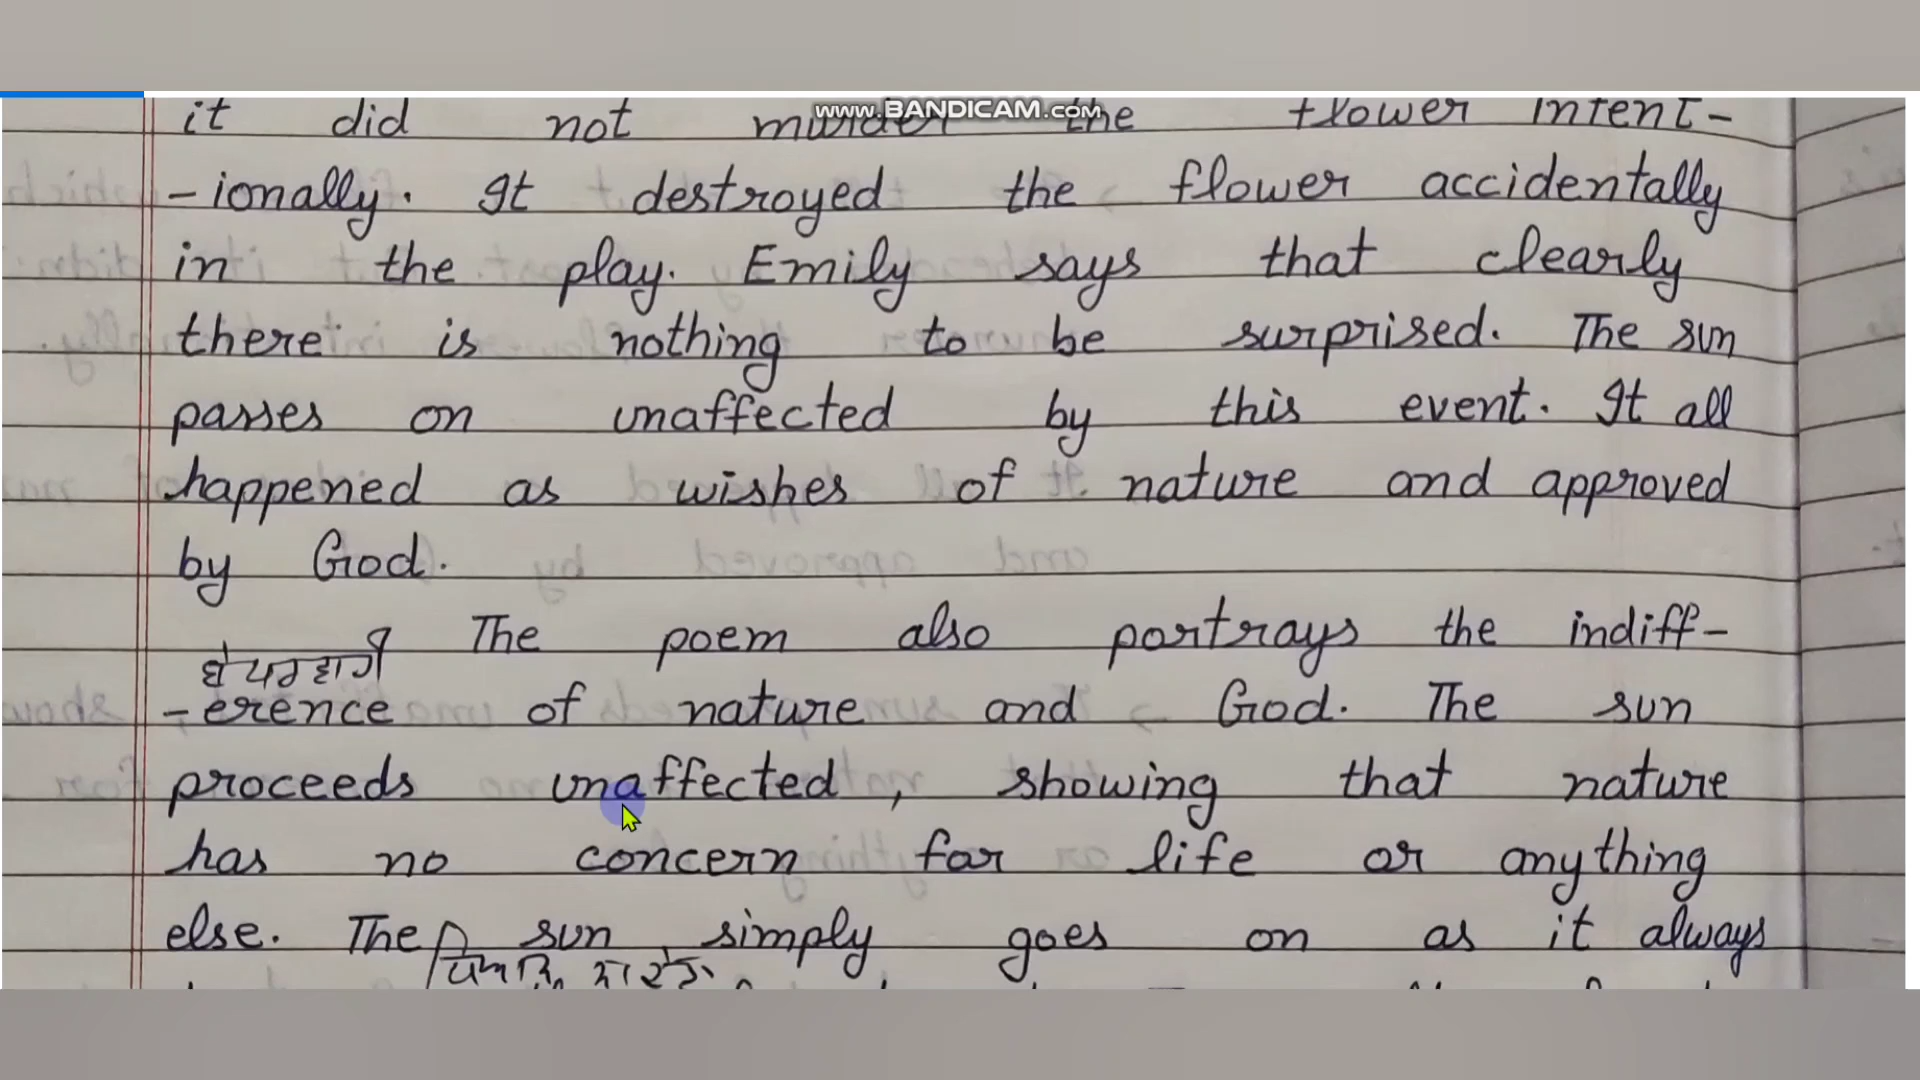 www.BANDICAM.com
it did not murder the flower intent-
-ionally. It destroyed the flower accidentally
in the play. Emily says that clearly
there is nothing to be surprised. The sun
passes on unaffected by this event. It all
happened as wishes of nature and approved
by God.
The poem also portrays the indiff-
बेपरवाही
-erence of nature and God. The sun
proceeds unaffected, showing that nature
has no concern for life or anything
else. The sun simply goes on as it always